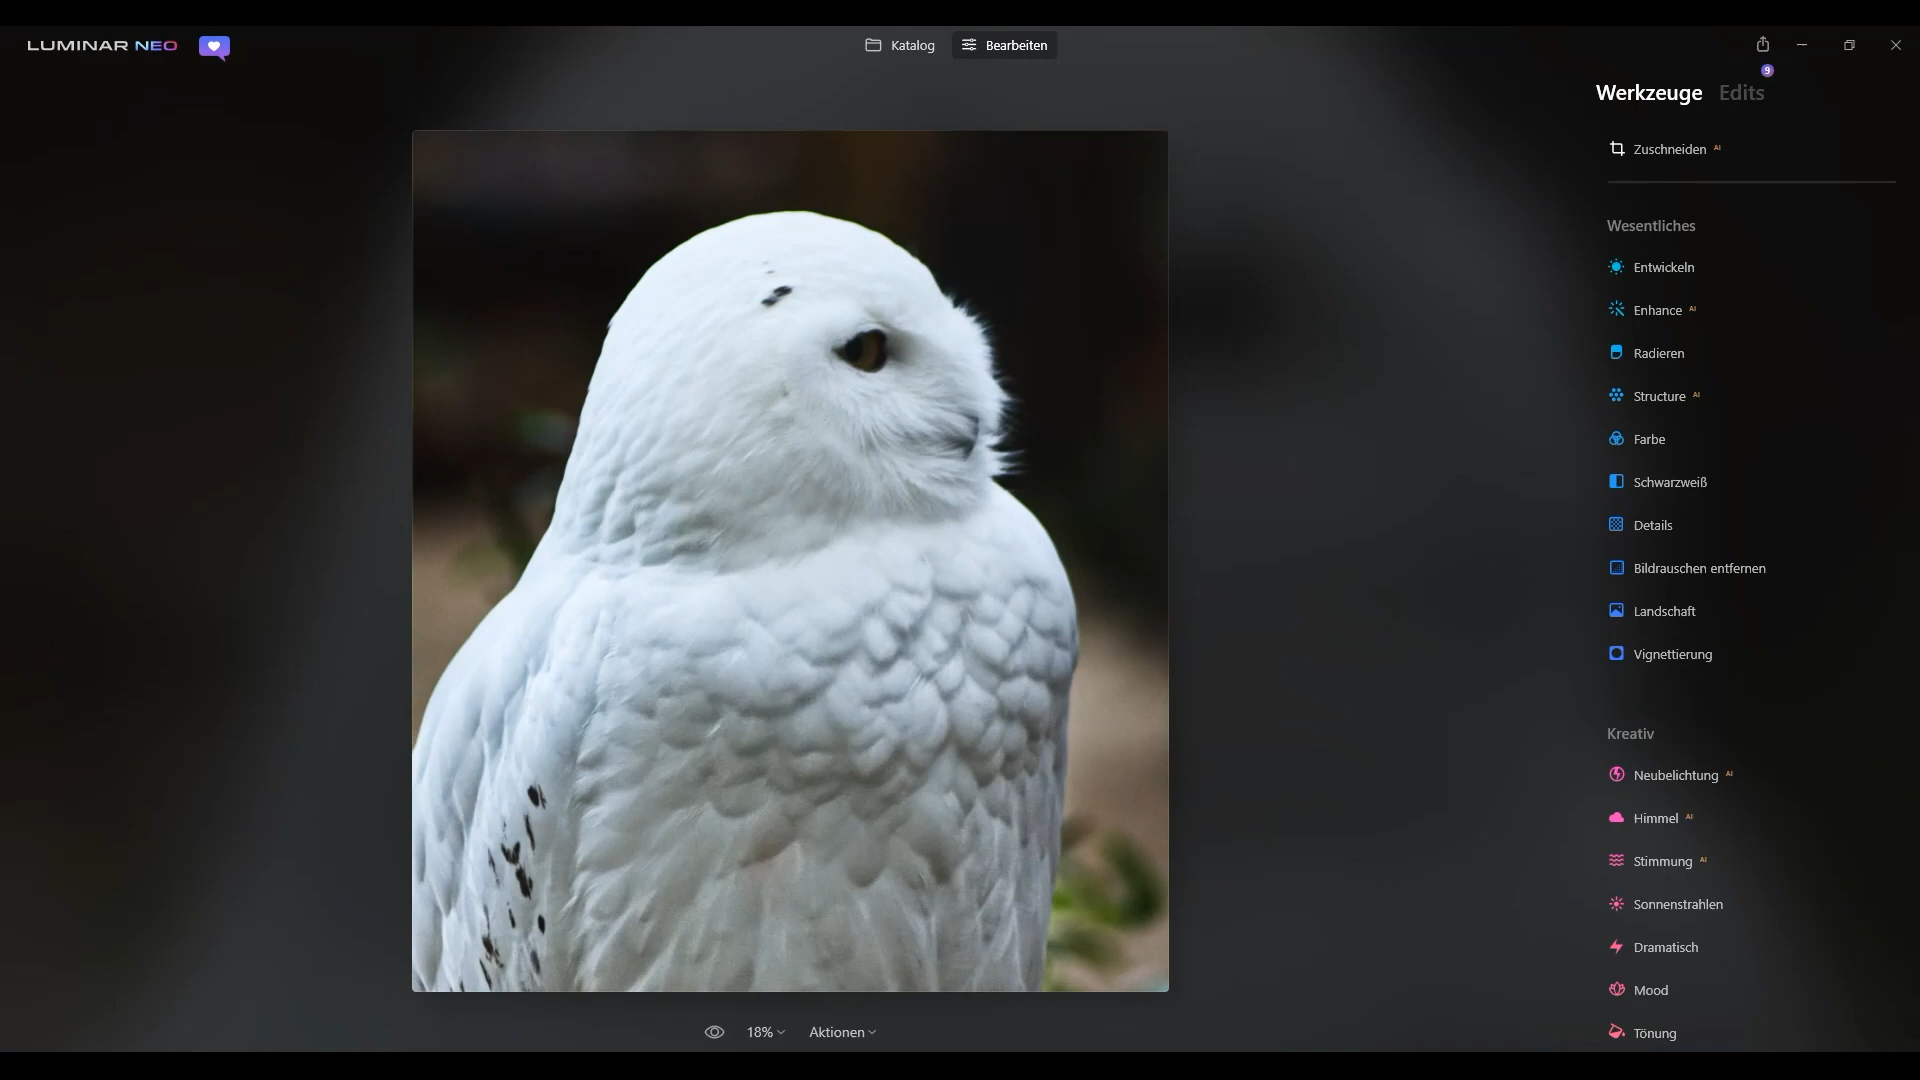 LUMINAR NEO
Katalog
Bearbeiten
9
Werkzeuge Edits
Zuschneiden AI
Wesentliches
Entwickeln
Enhance AI
Radieren
Structure AI
Farbe
Schwarzweiß
Details
Bildrauschen entfernen
Landschaft
Vignettierung
Kreativ
Neubelichtung AI
Himmel AI
Stimmung AI
Sonnenstrahlen
Dramatisch
Mood
Tönung
18%
Aktionen